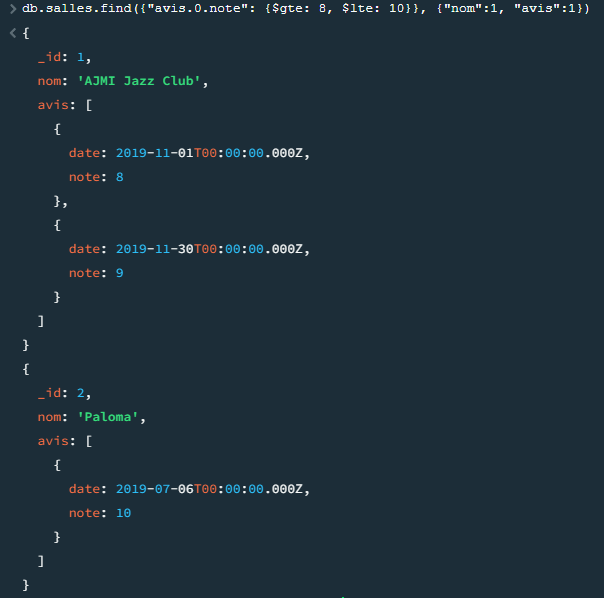 > db.salles.find({"avis.0.note": {$gte: 8, $lte: 10}}, {"nom":1, "avis":1})
< {
_id: 1,
nom: 'AJMI Jazz Club',
avis: [
{
date: 2019-11-01T00:00:00.000Z,
note: 8
},
{
date: 2019-11-30T00:00:00.000Z,
note: 9
}
]
}
{
_id: 2,
nom: 'Paloma',
avis: [
{
date: 2019-07-06T00:00:00.000Z,
note: 10
}
]
}